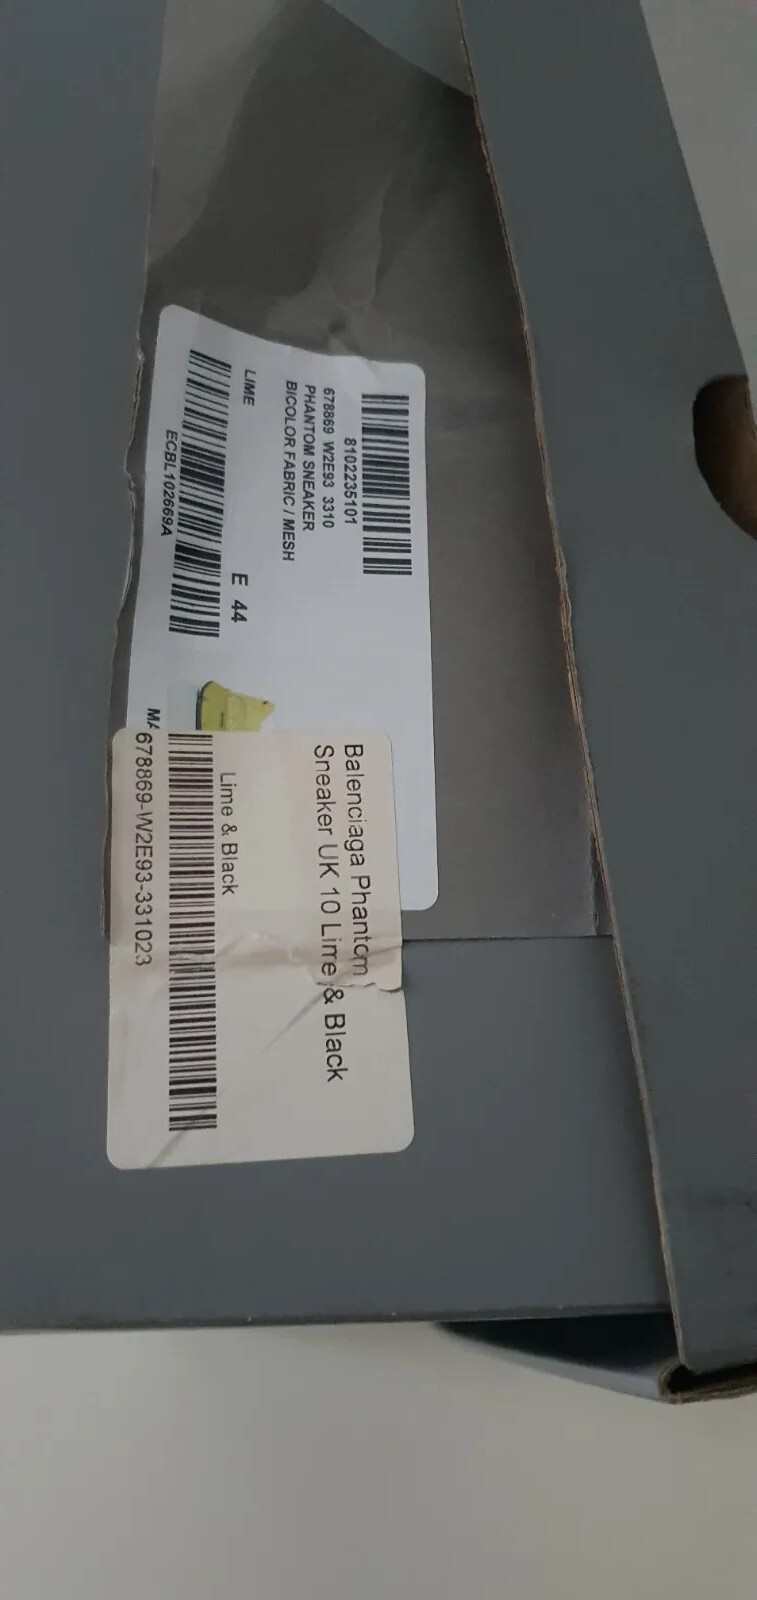 8102235101
678869 W2E93 3310
PHANTOM SNEAKER
BICOLOR FABRIC / MESH
LIME
E 44
ECBL102669A
Balenciaga Phantom
Sneaker UK 10 Lime & Black
Lime & Black
678869-W2E93-331023